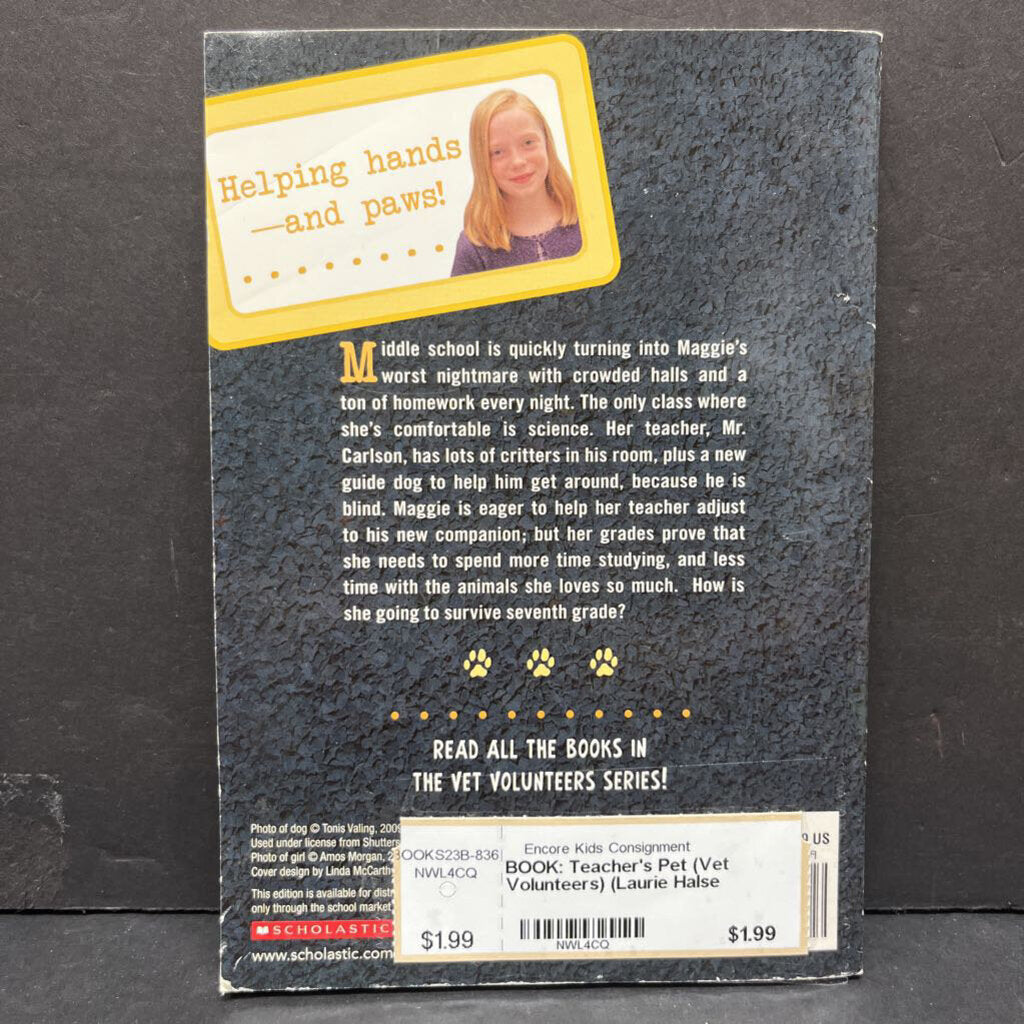 Helping hands
—and paws!
Middle school is quickly turning into Maggie's
worst nightmare with crowded halls and a
ton of homework every night. The only class where
she's comfortable is science. Her teacher, Mr.
Carlson, has lots of critters in his room, plus a new
guide dog to help him get around, because he is
blind. Maggie is eager to help her teacher adjust
to his new companion; but her grades prove that
she needs to spend more time studying, and less
time with the animals she loves so much. How is
she going to survive seventh grade?
READ ALL THE BOOKS IN
THE VET VOLUNTEERS SERIES!
Photo of dog © Tonis Valing, 2009
Used under license from Shutters
Photo of girl © Amos Morgan, 2
Cover design by Linda McCarthy
This edition is available for distr
only through the school market
SCHOLASTIC
www.scholastic.com
OOKS23B-836
NWL4CQ
$1.99
Encore Kids Consignment
BOOK: Teacher's Pet (Vet
Volunteers) (Laurie Halse
NWL4CQ
$1.99
US